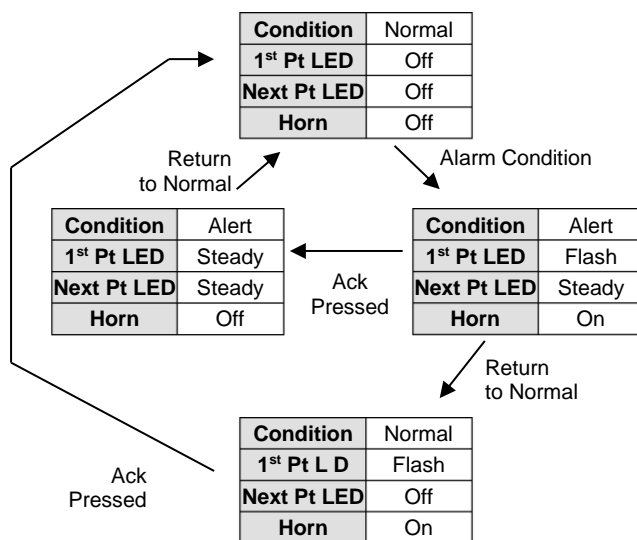 Condition Normal
1st Pt LED Off
Next Pt LED Off
Horn Off
Return
to Normal
Alarm Condition
Condition Alert
1st Pt LED Steady
Next Pt LED Steady
Horn Off
Ack
Pressed
Condition Alert
1st Pt LED Flash
Next Pt LED Steady
Horn On
Return
to Normal
Ack
Pressed
Condition Normal
1st Pt L D Flash
Next Pt LED Off
Horn On